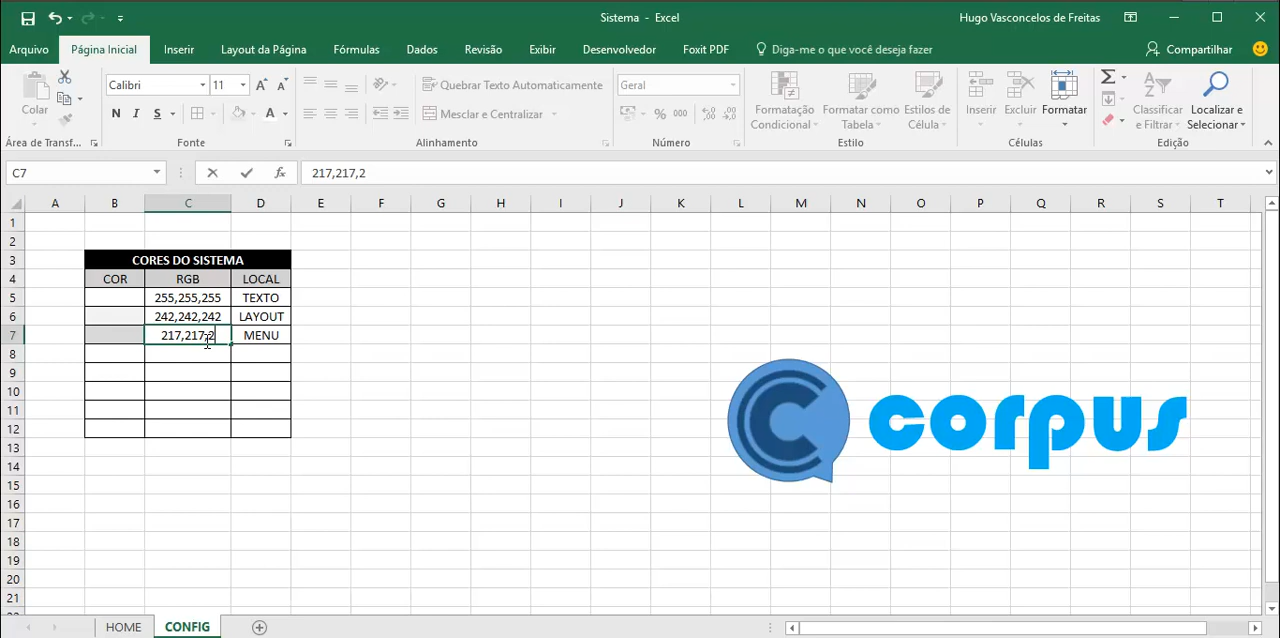 Sistema - Excel
Hugo Vasconcelos de Freitas
Arquivo Página Inicial Inserir Layout da Página Fórmulas Dados Revisão Exibir Desenvolvedor Foxit PDF Diga-me o que você deseja fazer Compartilhar
Calibri 11 Quebrar Texto Automaticamente Geral
Colar N I S A Mesclar e Centralizar % 000
Formatação Condicional
Formatar como Tabela
Estilos de Célula
Inserir Excluir Formatar
Classificar e Filtrar
Localizar e Selecionar
Área de Transf... Fonte Alinhamento Número Estilo Células Edição
C7 fx 217,217,2
A B C D E F G H I J K L M N O P Q R S T
1
2
3 CORES DO SISTEMA
4 COR RGB LOCAL
5 255,255,255 TEXTO
6 242,242,242 LAYOUT
7 217,217,2 MENU
8
9
10
11
12
13
14
15
16
17
18
19
20
21
corpus
HOME CONFIG